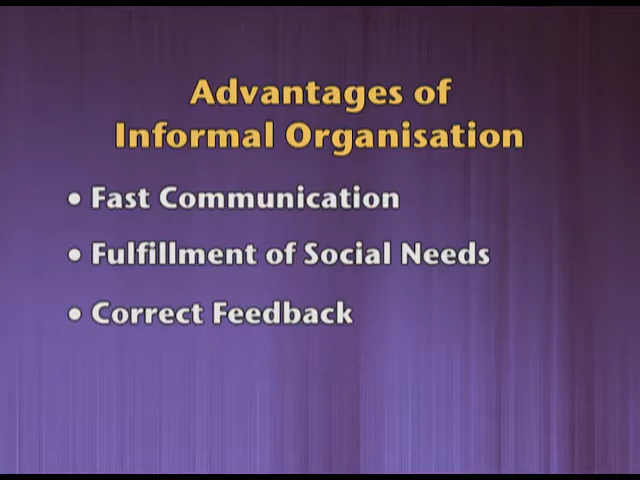 Advantages of
Informal Organisation
• Fast Communication
• Fulfillment of Social Needs
• Correct Feedback